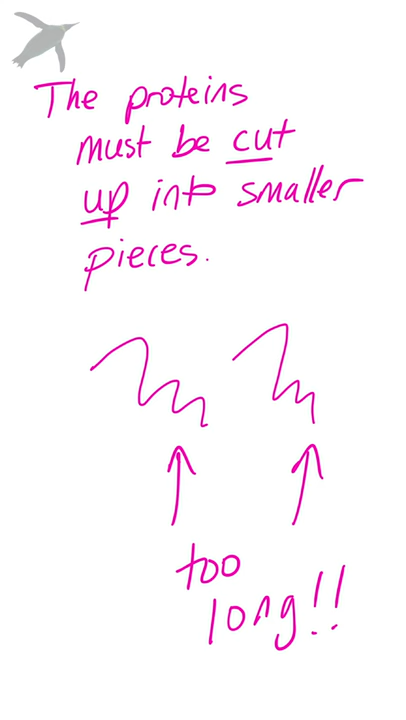 The proteins
must be cut
up into smaller
pieces.
too
long!!